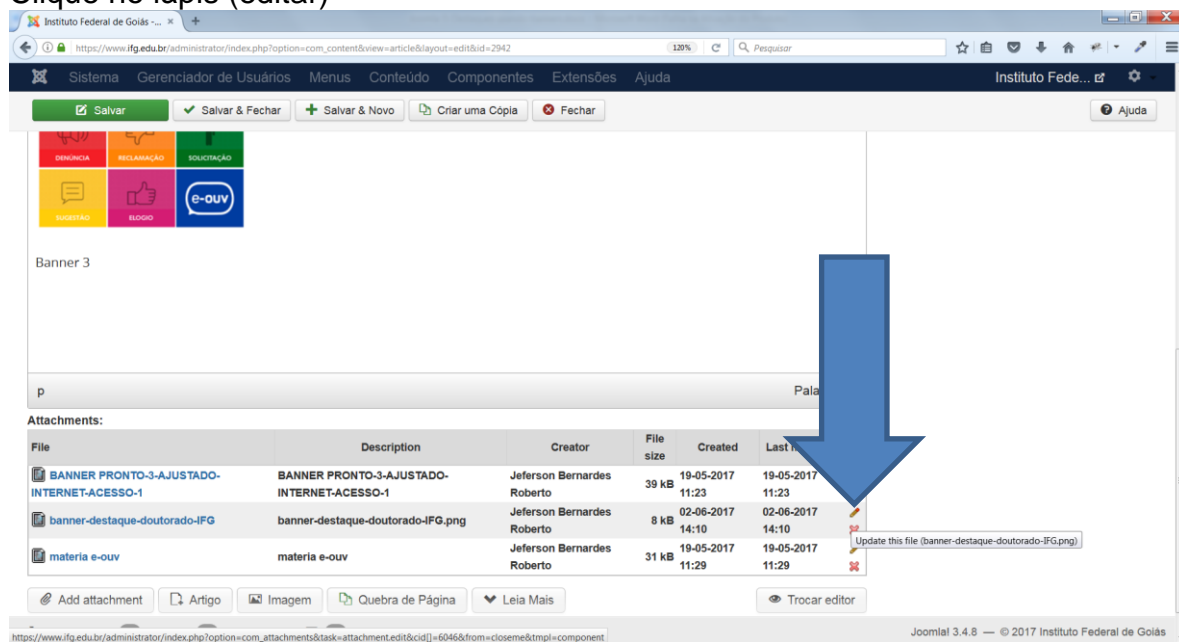 Clique no lápis (editar)
Instituto Federal de Goiás -... × +
https://www.ifg.edu.br/administrator/index.php?option=com_content&view=article&layout=edit&id=2942 120% Pesquisar
Sistema Gerenciador de Usuários Menus Conteúdo Componentes Extensões Ajuda Instituto Fede...
Salvar Salvar & Fechar Salvar & Novo Criar uma Cópia Fechar Ajuda
DENÚNCIA RECLAMAÇÃO SOLICITAÇÃO
SUGESTÃO ELOGIO e-ouv
Banner 3
p Pala
Attachments:
File Description Creator File size Created Last
BANNER PRONTO-3-AJUSTADO- BANNER PRONTO-3-AJUSTADO- Jeferson Bernardes 39 kB 19-05-2017 19-05-2017
INTERNET-ACESSO-1 INTERNET-ACESSO-1 Roberto 11:23 11:23
banner-destaque-doutorado-IFG banner-destaque-doutorado-IFG.png Jeferson Bernardes 8 kB 02-06-2017 02-06-2017
Roberto 14:10 14:10
Update this file (banner-destaque-doutorado-IFG.png)
materia e-ouv materia e-ouv Jeferson Bernardes 31 kB 19-05-2017 19-05-2017
Roberto 11:29 11:29
Add attachment Artigo Imagem Quebra de Página Leia Mais Trocar editor
https://www.ifg.edu.br/administrator/index.php?option=com_attachments&task=attachment.edit&cid[]=6046&from=closeme&tmpl=component Joomla! 3.4.8 — © 2017 Instituto Federal de Goiás